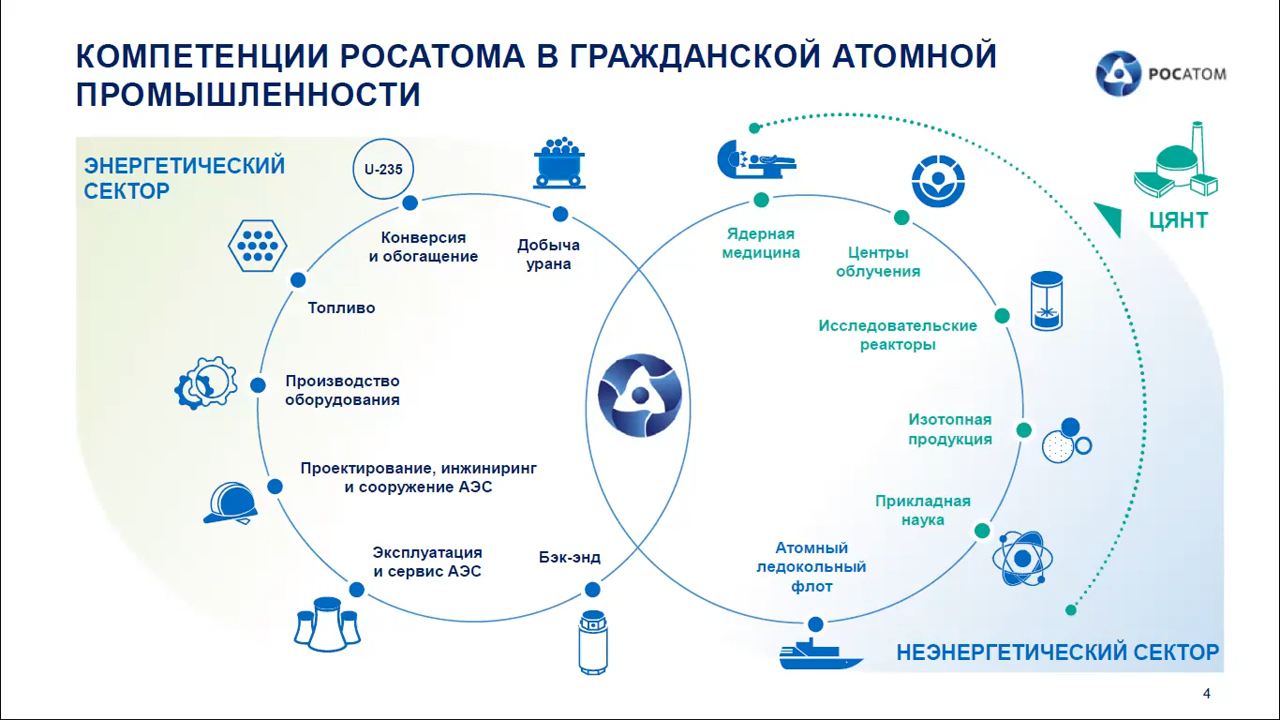 КОМПЕТЕНЦИИ РОСАТОМА В ГРАЖДАНСКОЙ АТОМНОЙ
ПРОМЫШЛЕННОСТИ
РОСАТОМ
ЭНЕРГЕТИЧЕСКИЙ
СЕКТОР
U-235
Конверсия
и обогащение
Добыча
урана
Топливо
Производство
оборудования
Проектирование, инжиниринг
и сооружение АЭС
Эксплуатация
и сервис АЭС
Бэк-энд
Ядерная
медицина
Центры
облучения
Исследовательские
реакторы
Изотопная
продукция
Прикладная
наука
Атомный
ледокольный
флот
ЦЯНТ
НЕЭНЕРГЕТИЧЕСКИЙ СЕКТОР
4